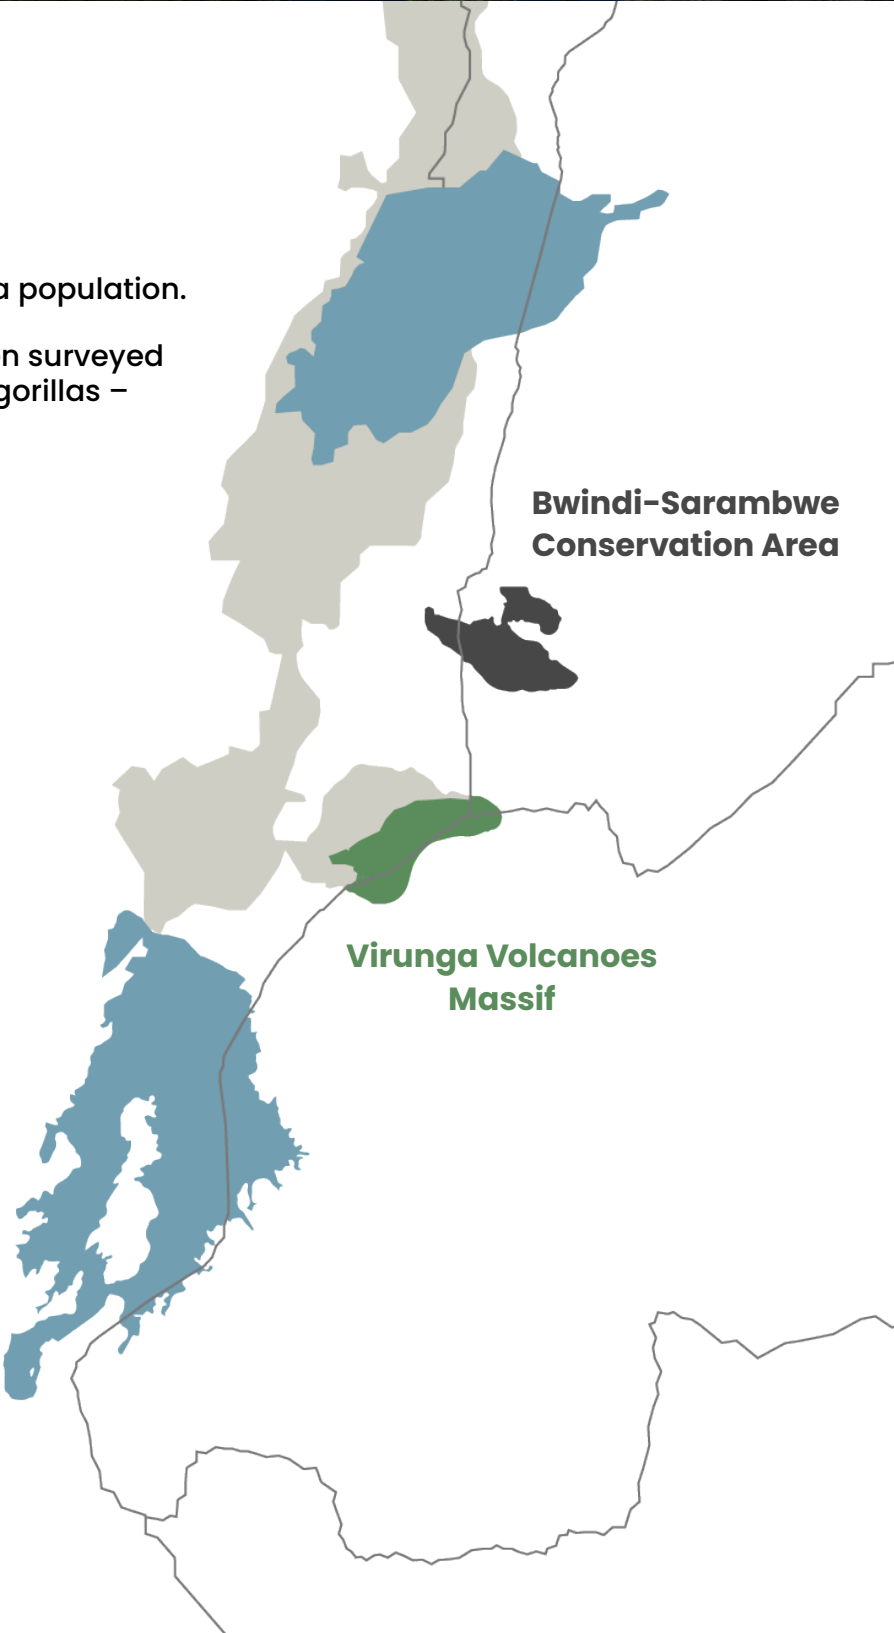 a population.
n surveyed
gorillas –
Bwindi-Sarambwe
Conservation Area
Virunga Volcanoes
Massif